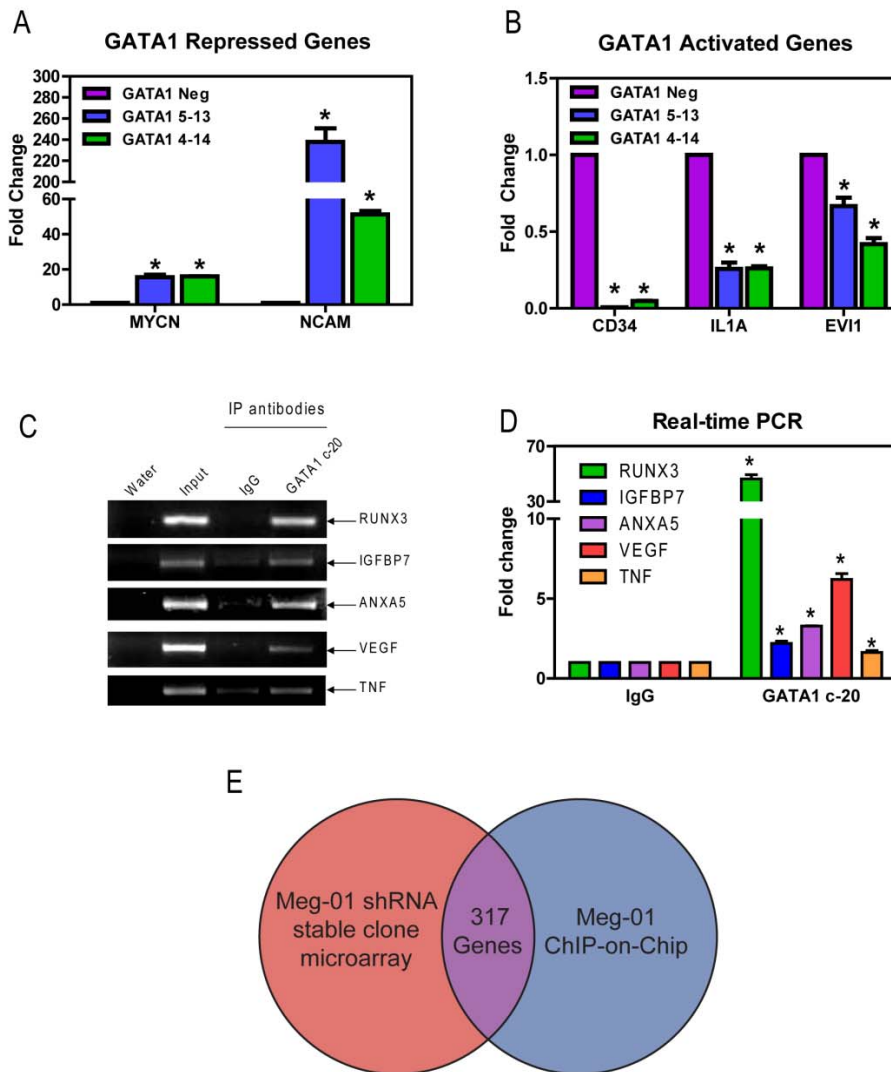 A
GATA1 Repressed Genes
Fold Change
300
280
260
240
220
200
60
40
20
0
GATA1 Neg
GATA1 5-13
GATA1 4-14
*
*
*
*
MYCN
NCAM
B
GATA1 Activated Genes
Fold Change
1.5
1.0
0.5
0.0
GATA1 Neg
GATA1 5-13
GATA1 4-14
*
*
*
*
*
*
CD34
IL1A
EVI1
C
IP antibodies
Water
Input
IgG
GATA1 c-20
RUNX3
IGFBP7
ANXA5
VEGF
TNF
D
Real-time PCR
Fold change
70
30
10
5
0
RUNX3
IGFBP7
ANXA5
VEGF
TNF
*
*
*
*
*
IgG
GATA1 c-20
E
Meg-01 shRNA
stable clone
microarray
317
Genes
Meg-01
ChIP-on-Chip